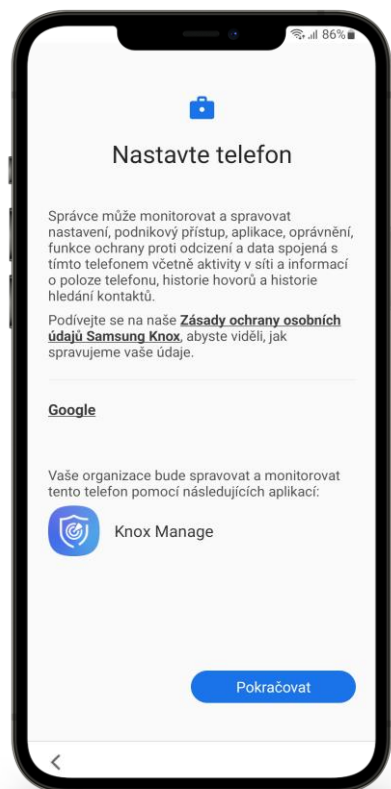 86%
Nastavte telefon
Správce může monitorovat a spravovat
nastavení, podnikový přístup, aplikace, oprávnění,
funkce ochrany proti odcizení a data spojená s
tímto telefonem včetně aktivity v síti a informací
o poloze telefonu, historie hovorů a historie
hledání kontaktů.
Podívejte se na naše Zásady ochrany osobních
údajů Samsung Knox, abyste viděli, jak
spravujeme vaše údaje.
Google
Vaše organizace bude spravovat a monitorovat
tento telefon pomocí následujících aplikací:
Knox Manage
Pokračovat